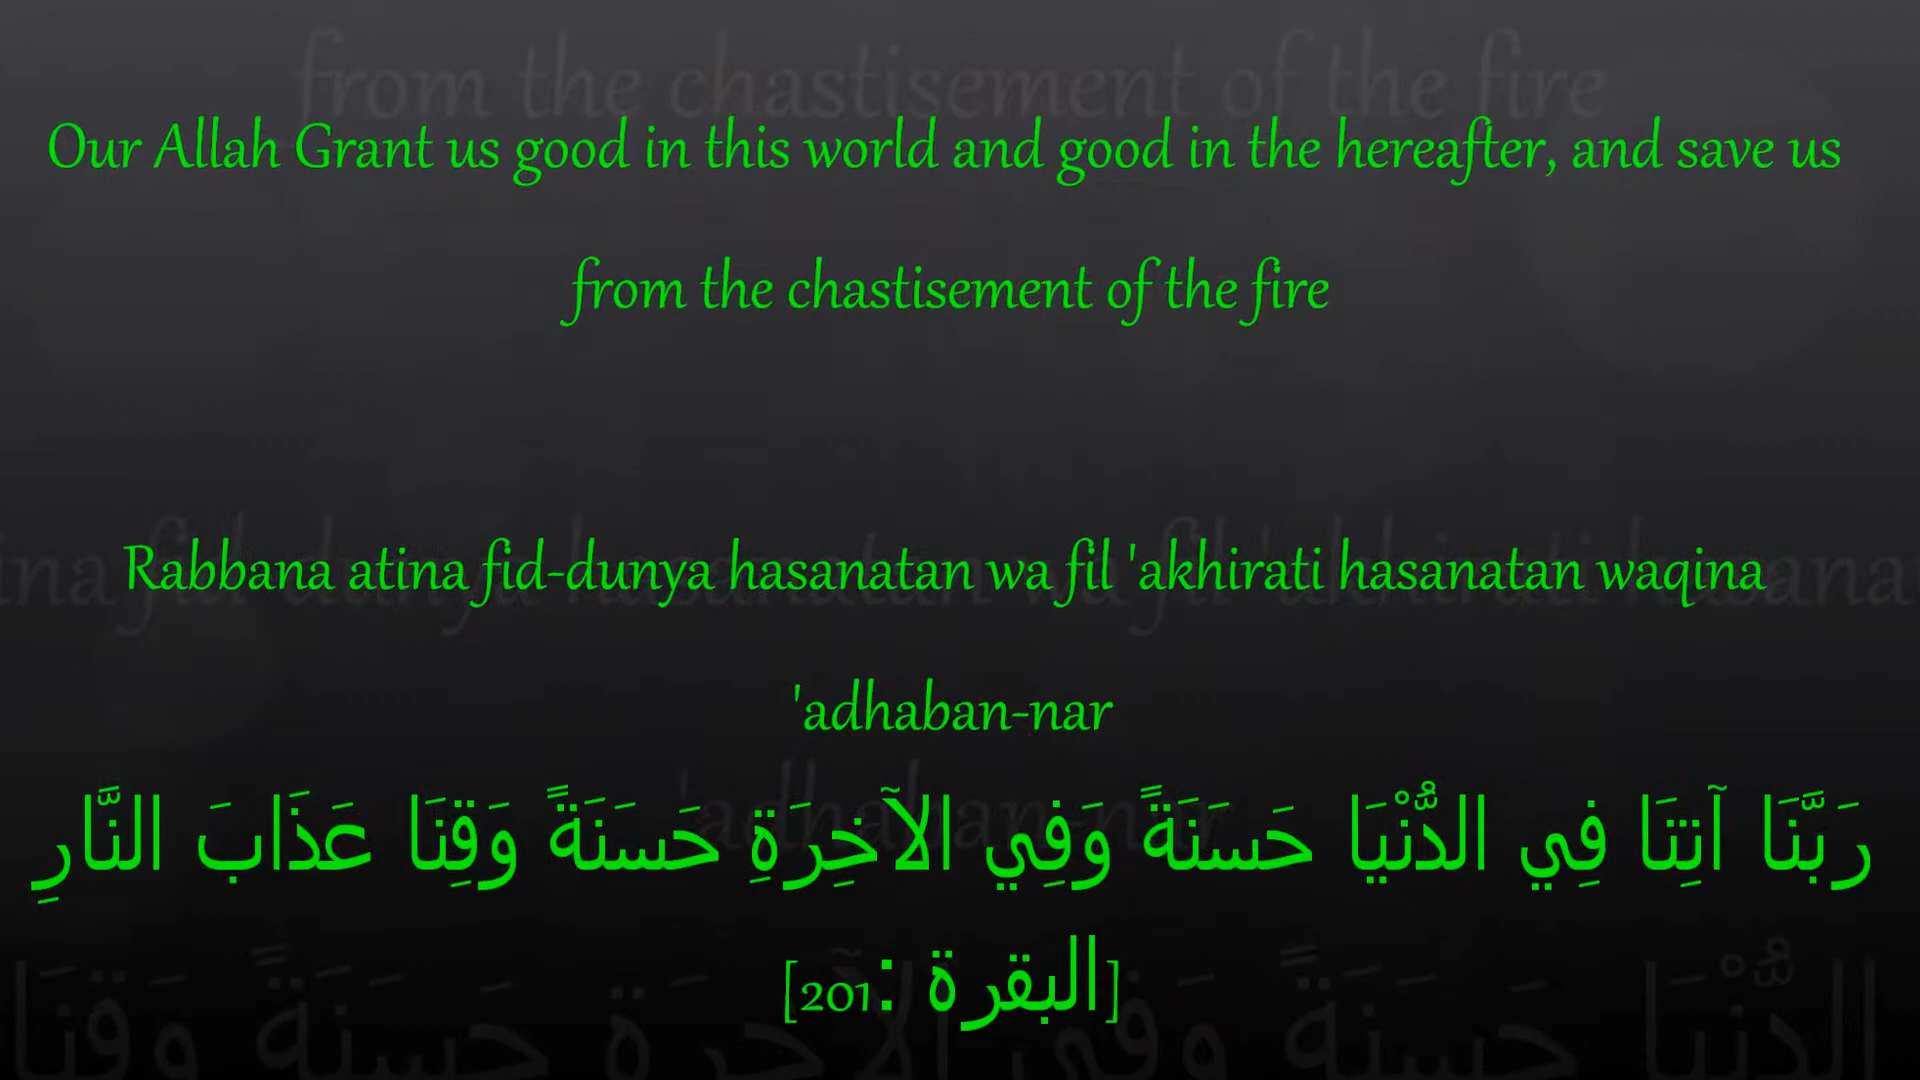 Our Allah Grant us good in this world and good in the hereafter, and save us
from the chastisement of the fire
Rabbana atina fid-dunya hasanatan wa fil 'akhirati hasanatan waqina
'adhaban-nar
رَبَّنَا آتِنَا فِي الدُّنْيَا حَسَنَةً وَفِي الآخِرَةِ حَسَنَةً وَقِنَا عَذَابَ النَّارِ
[البقرة :201]